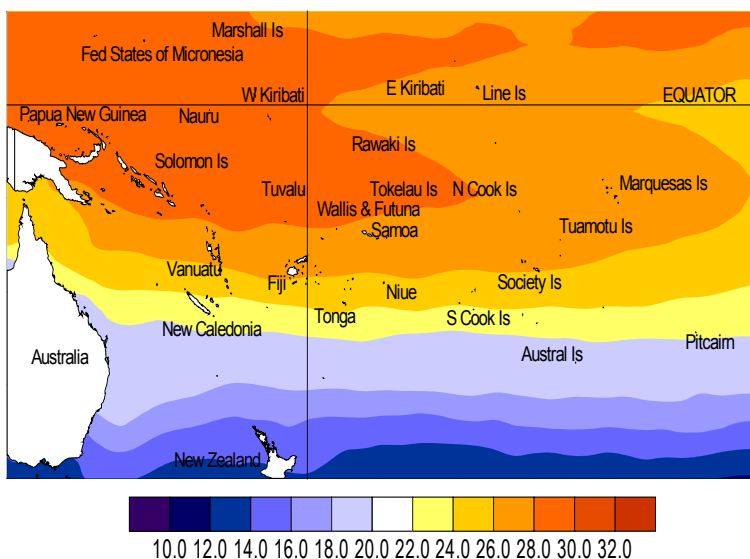 Marshall Is
Fed States of Micronesia
W Kiribati
E Kiribati
Line Is
EQUATOR
Papua New Guinea
Nauru
Rawaki Is
Solomon Is
Tuvalu
Tokelau Is
N Cook Is
Marquesas Is
Wallis & Futuna
Samoa
Tuamotu Is
Vanuatu
Fiji
Niue
Society Is
New Caledonia
Tonga
S Cook Is
Pitcairn
Australia
Austral Is
New Zealand
10.0 12.0 14.0 16.0 18.0 20.0 22.0 24.0 26.0 28.0 30.0 32.0